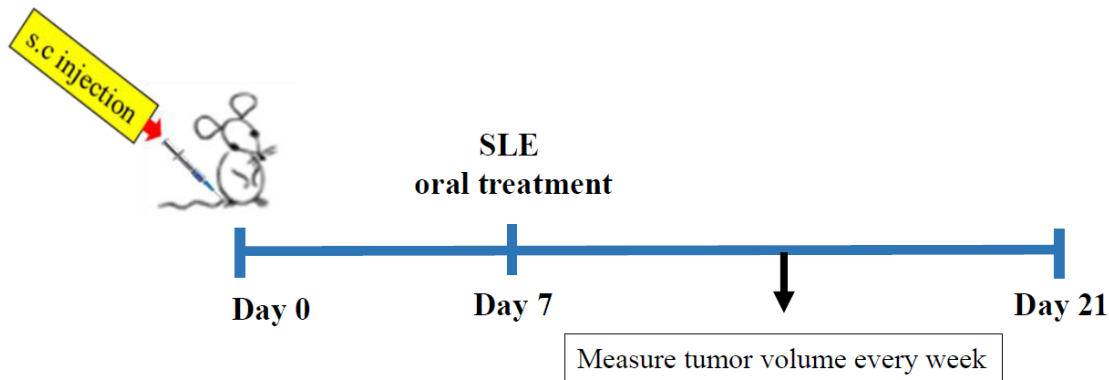 s.c injection
SLE
oral treatment
Day 0
Day 7
Day 21
Measure tumor volume every week